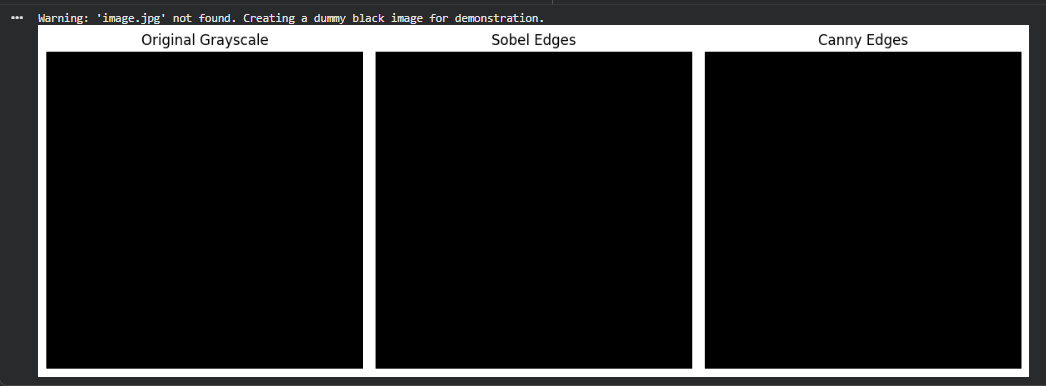 Warning: 'image.jpg' not found. Creating a dummy black image for demonstration.
Original Grayscale
Sobel Edges
Canny Edges